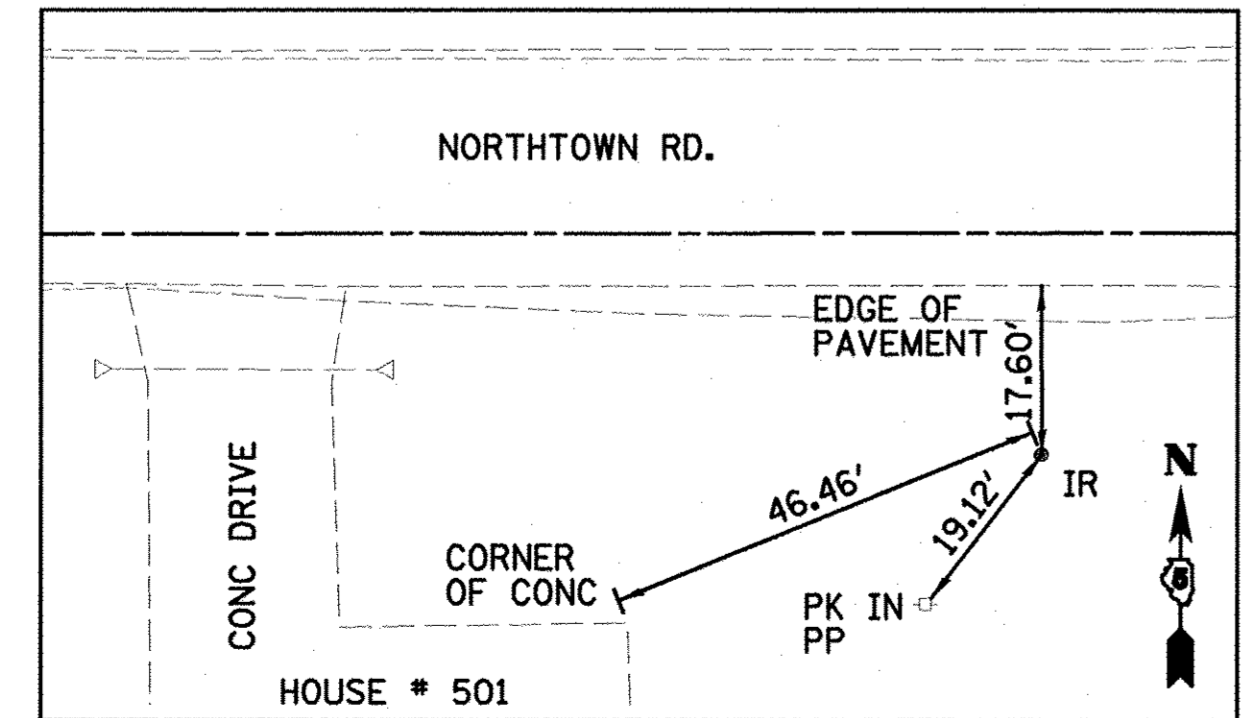 NORTHTOWN RD.
EDGE OF
PAVEMENT
17.60'
46.46'
19.12'
IR
N
5
CONC DRIVE
CORNER
OF CONC
PK IN
PP
HOUSE # 501